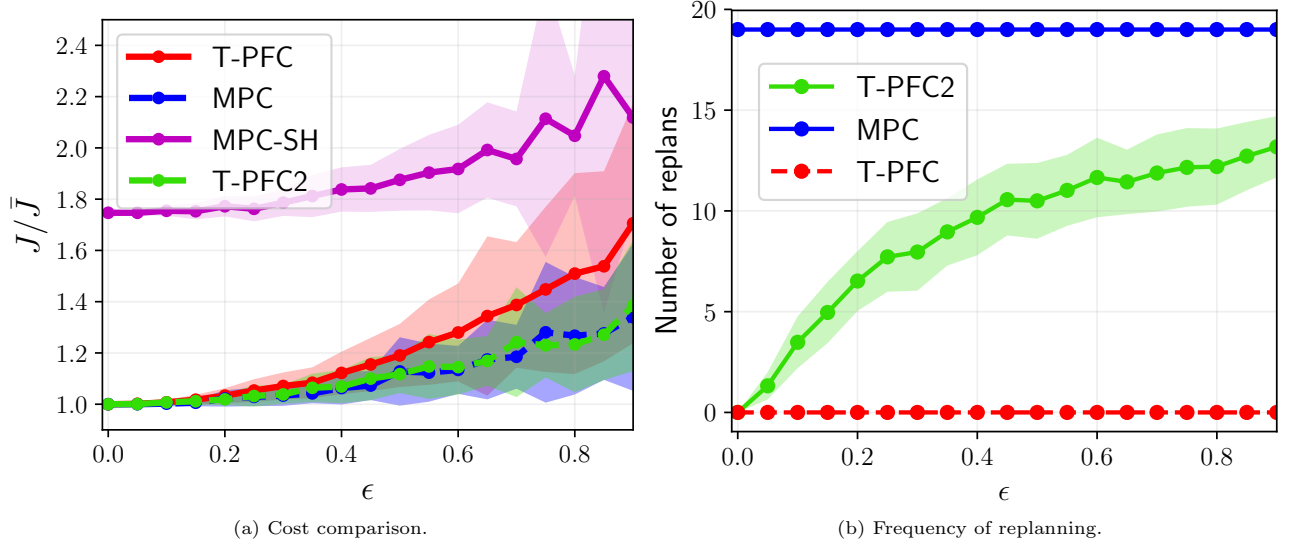 2.4
2.2
2.0
1.8
1.6
1.4
1.2
1.0
J/J̄
T-PFC
MPC
MPC-SH
T-PFC2
0.0 0.2 0.4 0.6 0.8
ϵ
(a) Cost comparison.
20
15
10
5
0
Number of replans
T-PFC2
MPC
T-PFC
0.0 0.2 0.4 0.6 0.8
ϵ
(b) Frequency of replanning.